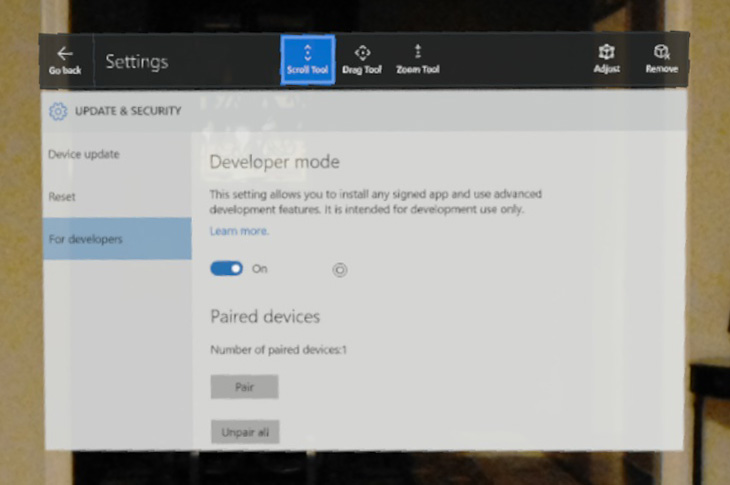 Go back
Settings
Scroll Tool
Drag Tool
Zoom Tool
Adjust
Remove
UPDATE & SECURITY
Device update
Reset
For developers
Developer mode
This setting allows you to install any signed app and use advanced
development features. It is intended for development use only.
Learn more.
On
Paired devices
Number of paired devices:1
Pair
Unpair all